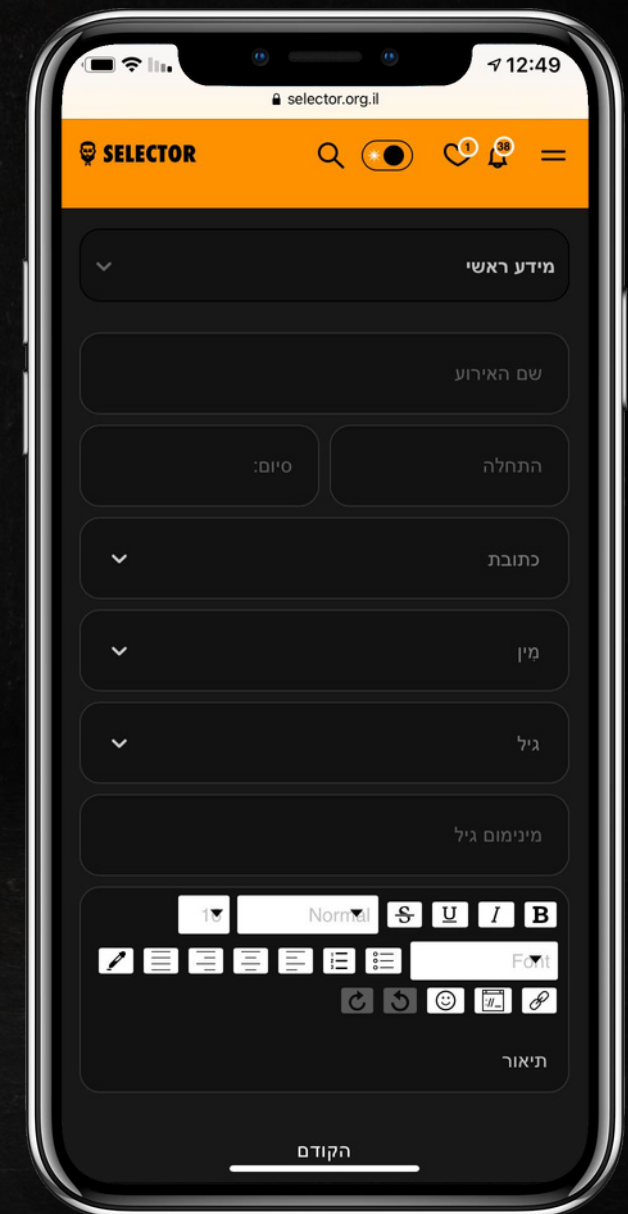 12:49
selector.org.il
SELECTOR
1
38
מידע ראשי
שם האירוע
התחלה
סיום:
כתובת
מִין
גיל
מינימום גיל
B I U S Normal
Font
תיאור
הקודם